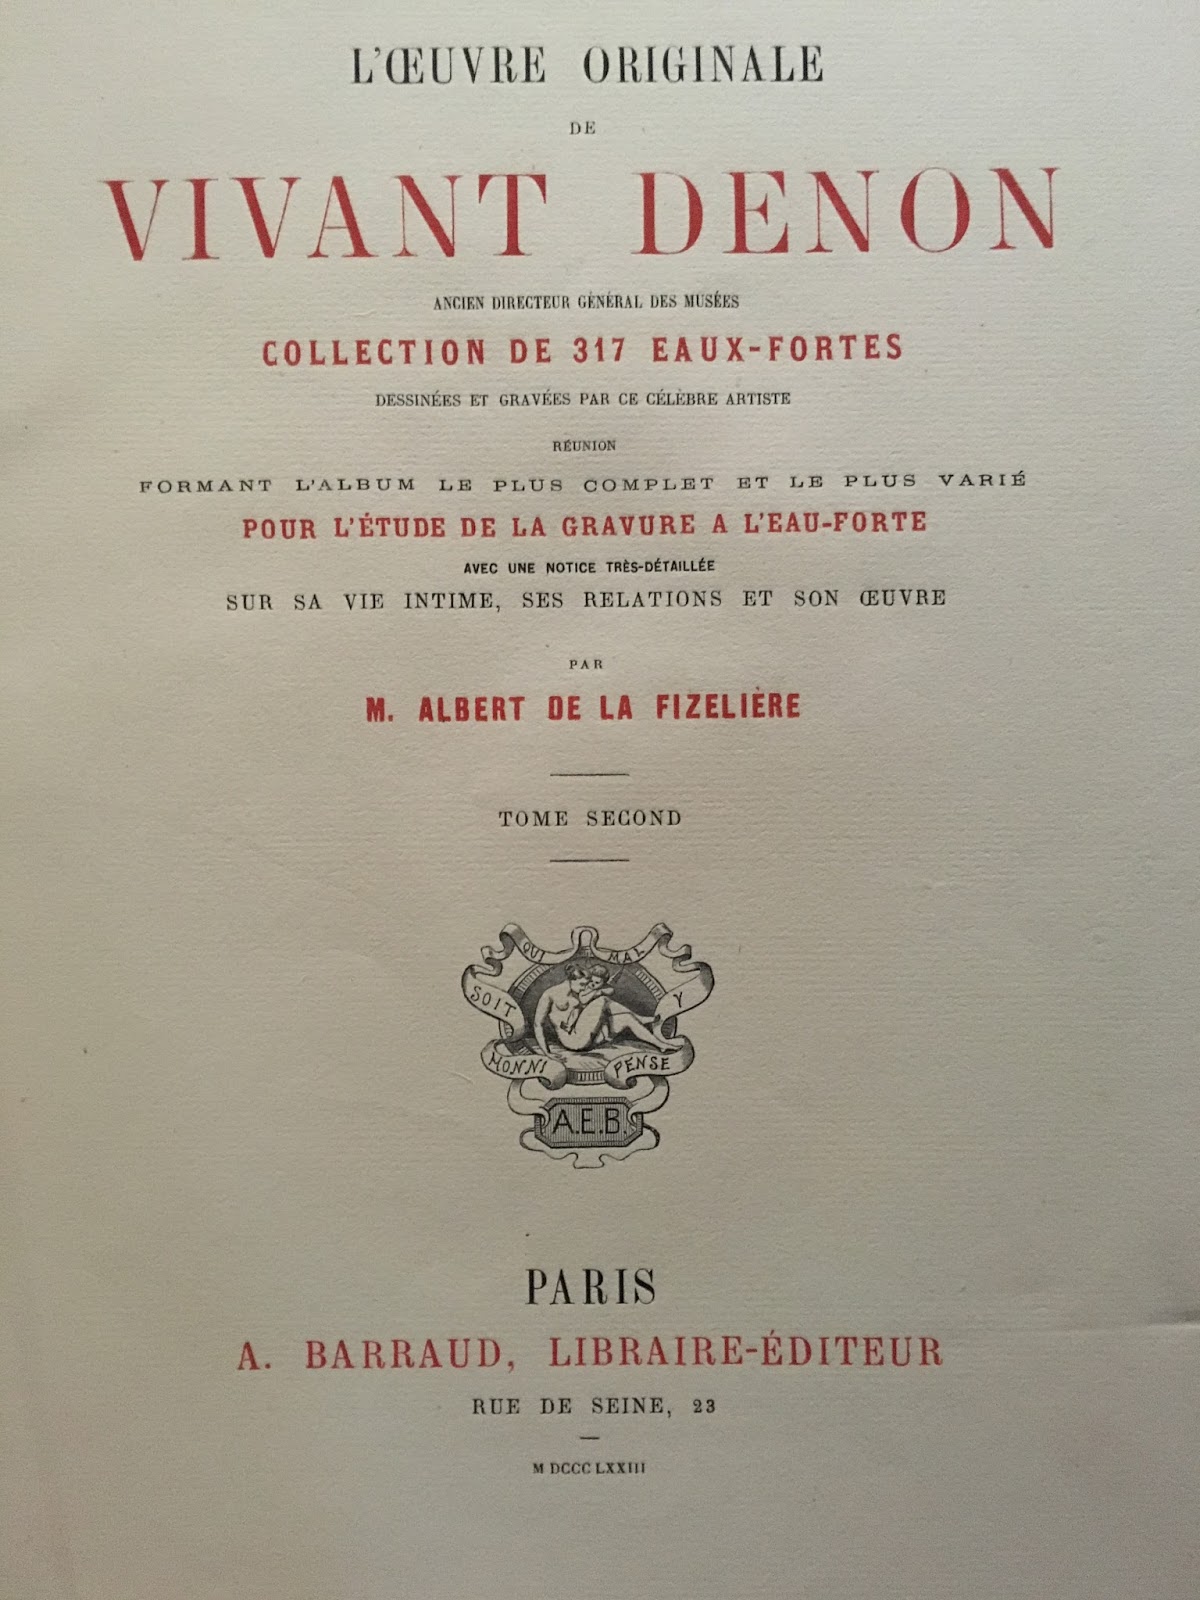 L'ŒUVRE ORIGINALE
DE
VIVANT DENON
ANCIEN DIRECTEUR GÉNÉRAL DES MUSÉES
COLLECTION DE 317 EAUX-FORTES
DESSINÉES ET GRAVÉES PAR CE CÉLÈBRE ARTISTE
RÉUNION
FORMANT L'ALBUM LE PLUS COMPLET ET LE PLUS VARIÉ
POUR L'ÉTUDE DE LA GRAVURE A L'EAU-FORTE
AVEC UNE NOTICE TRÈS-DÉTAILLÉE
SUR SA VIE INTIME, SES RELATIONS ET SON ŒUVRE
PAR
M. ALBERT DE LA FIZELIÈRE
TOME SECOND
HONNI
SOIT
QUI
MAL
Y
PENSE
A.E.B.
PARIS
A. BARRAUD, LIBRAIRE-ÉDITEUR
RUE DE SEINE, 23
M DCCC LXXIII